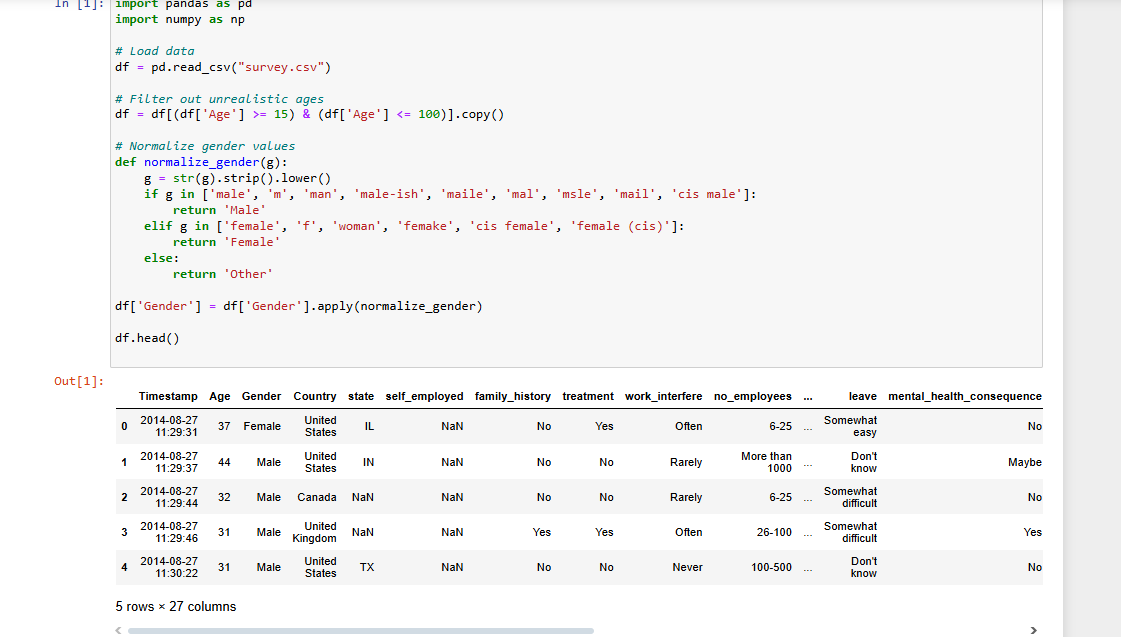 In [1]: import pandas as pd
import numpy as np
# Load data
df = pd.read_csv("survey.csv")
# Filter out unrealistic ages
df = df[(df['Age'] >= 15) & (df['Age'] <= 100)].copy()
# Normalize gender values
def normalize_gender(g):
    g = str(g).strip().lower()
    if g in ['male', 'm', 'man', 'male-ish', 'maile', 'mal', 'msle', 'mail', 'cis male']:
        return 'Male'
    elif g in ['female', 'f', 'woman', 'femake', 'cis female', 'female (cis)']:
        return 'Female'
    else:
        return 'Other'
df['Gender'] = df['Gender'].apply(normalize_gender)
df.head()
Out[1]:
Timestamp Age Gender Country state self_employed family_history treatment work_interfere no_employees ... leave mental_health_consequence
0 2014-08-27 11:29:31 37 Female United States IL NaN No Yes Often 6-25 ... Somewhat easy No
1 2014-08-27 11:29:37 44 Male United States IN NaN No No Rarely More than 1000 ... Don't know Maybe
2 2014-08-27 11:29:44 32 Male Canada NaN NaN No No Rarely 6-25 ... Somewhat difficult No
3 2014-08-27 11:29:46 31 Male United Kingdom NaN NaN Yes Yes Often 26-100 ... Somewhat difficult Yes
4 2014-08-27 11:30:22 31 Male United States TX NaN No No Never 100-500 ... Don't know No
5 rows × 27 columns